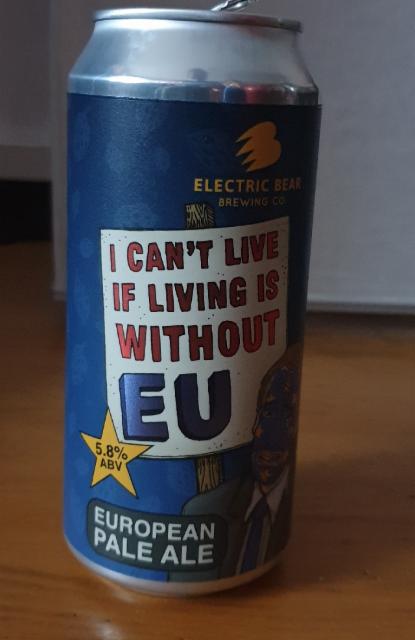 ELECTRIC BEAR
BREWING CO.
I CAN'T LIVE
IF LIVING IS
WITHOUT
EU
5.8%
ABV
EUROPEAN
PALE ALE